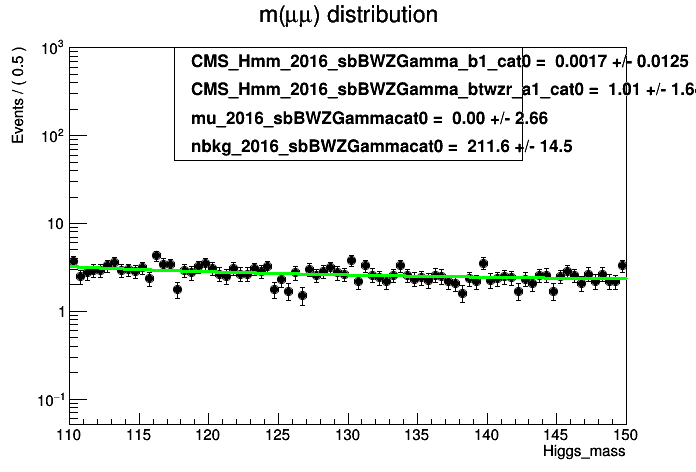 m(μμ) distribution
Events / ( 0.5 )
CMS_Hmm_2016_sbBWZGamma_b1_cat0 = 0.0017 +/- 0.0125
CMS_Hmm_2016_sbBWZGamma_btwzr_a1_cat0 = 1.01 +/- 1.6
mu_2016_sbBWZGammacat0 = 0.00 +/- 2.66
nbkg_2016_sbBWZGammacat0 = 211.6 +/- 14.5
10³
10²
10
1
10⁻¹
110 115 120 125 130 135 140 145 150
Higgs_mass